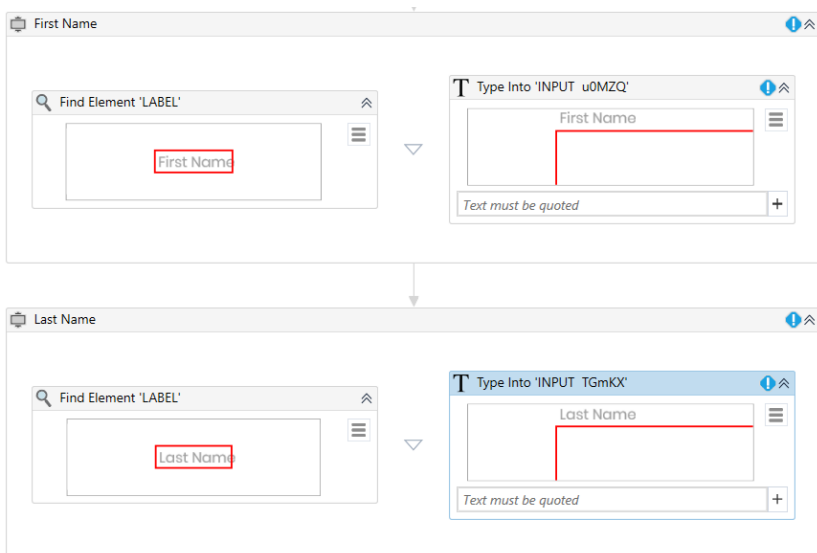 First Name
Find Element 'LABEL'
First Name
Type Into 'INPUT u0MZQ'
First Name
Text must be quoted
Last Name
Find Element 'LABEL'
Last Name
Type Into 'INPUT TGmKX'
Last Name
Text must be quoted